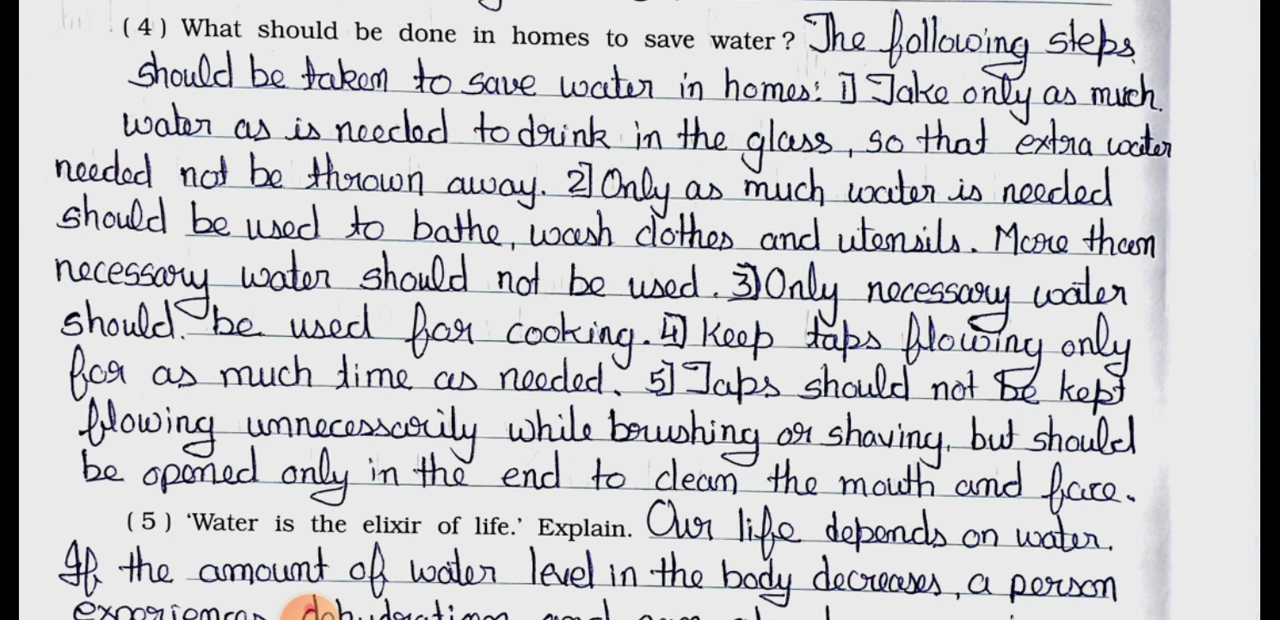 (4) What should be done in homes to save water? The following steps
should be taken to save water in homes: 1] Take only as much
water as is needed to drink in the glass, so that extra water
needed not be thrown away. 2] Only as much water is needed
should be used to bathe, wash clothes and utensils. More than
necessary water should not be used. 3] Only necessary water
should be used for cooking. 4] Keep taps flowing only
for as much time as needed. 5] Taps should not be kept
flowing unnecessarily while brushing or shaving, but should
be opened only in the end to clean the mouth and face.
(5) 'Water is the elixir of life.' Explain. Our life depends on water.
If the amount of water level in the body decreases, a person
experiences dehydration and can